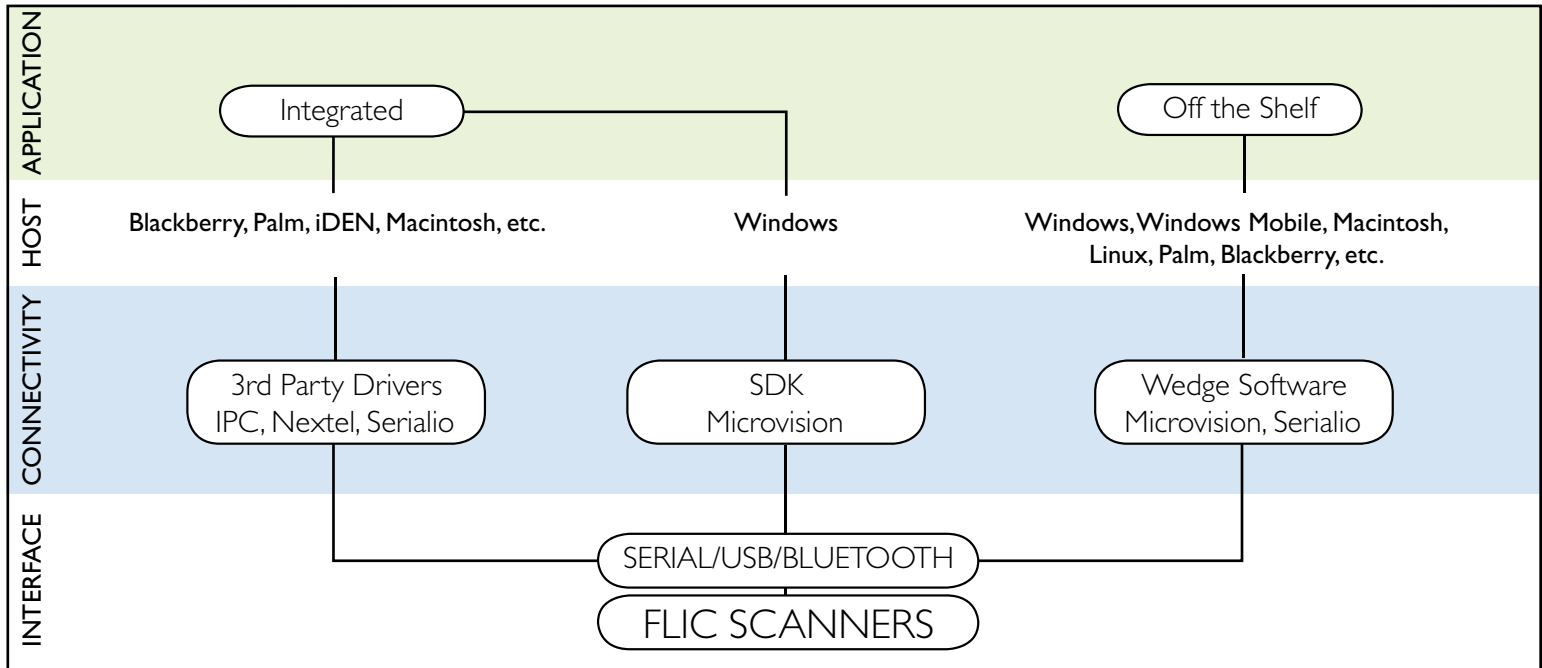 APPLICATION
Integrated
Off the Shelf
HOST
Blackberry, Palm, iDEN, Macintosh, etc.
Windows
Windows, Windows Mobile, Macintosh,
Linux, Palm, Blackberry, etc.
CONNECTIVITY
3rd Party Drivers
IPC, Nextel, Serialio
SDK
Microvision
Wedge Software
Microvision, Serialio
INTERFACE
SERIAL/USB/BLUETOOTH
FLIC SCANNERS